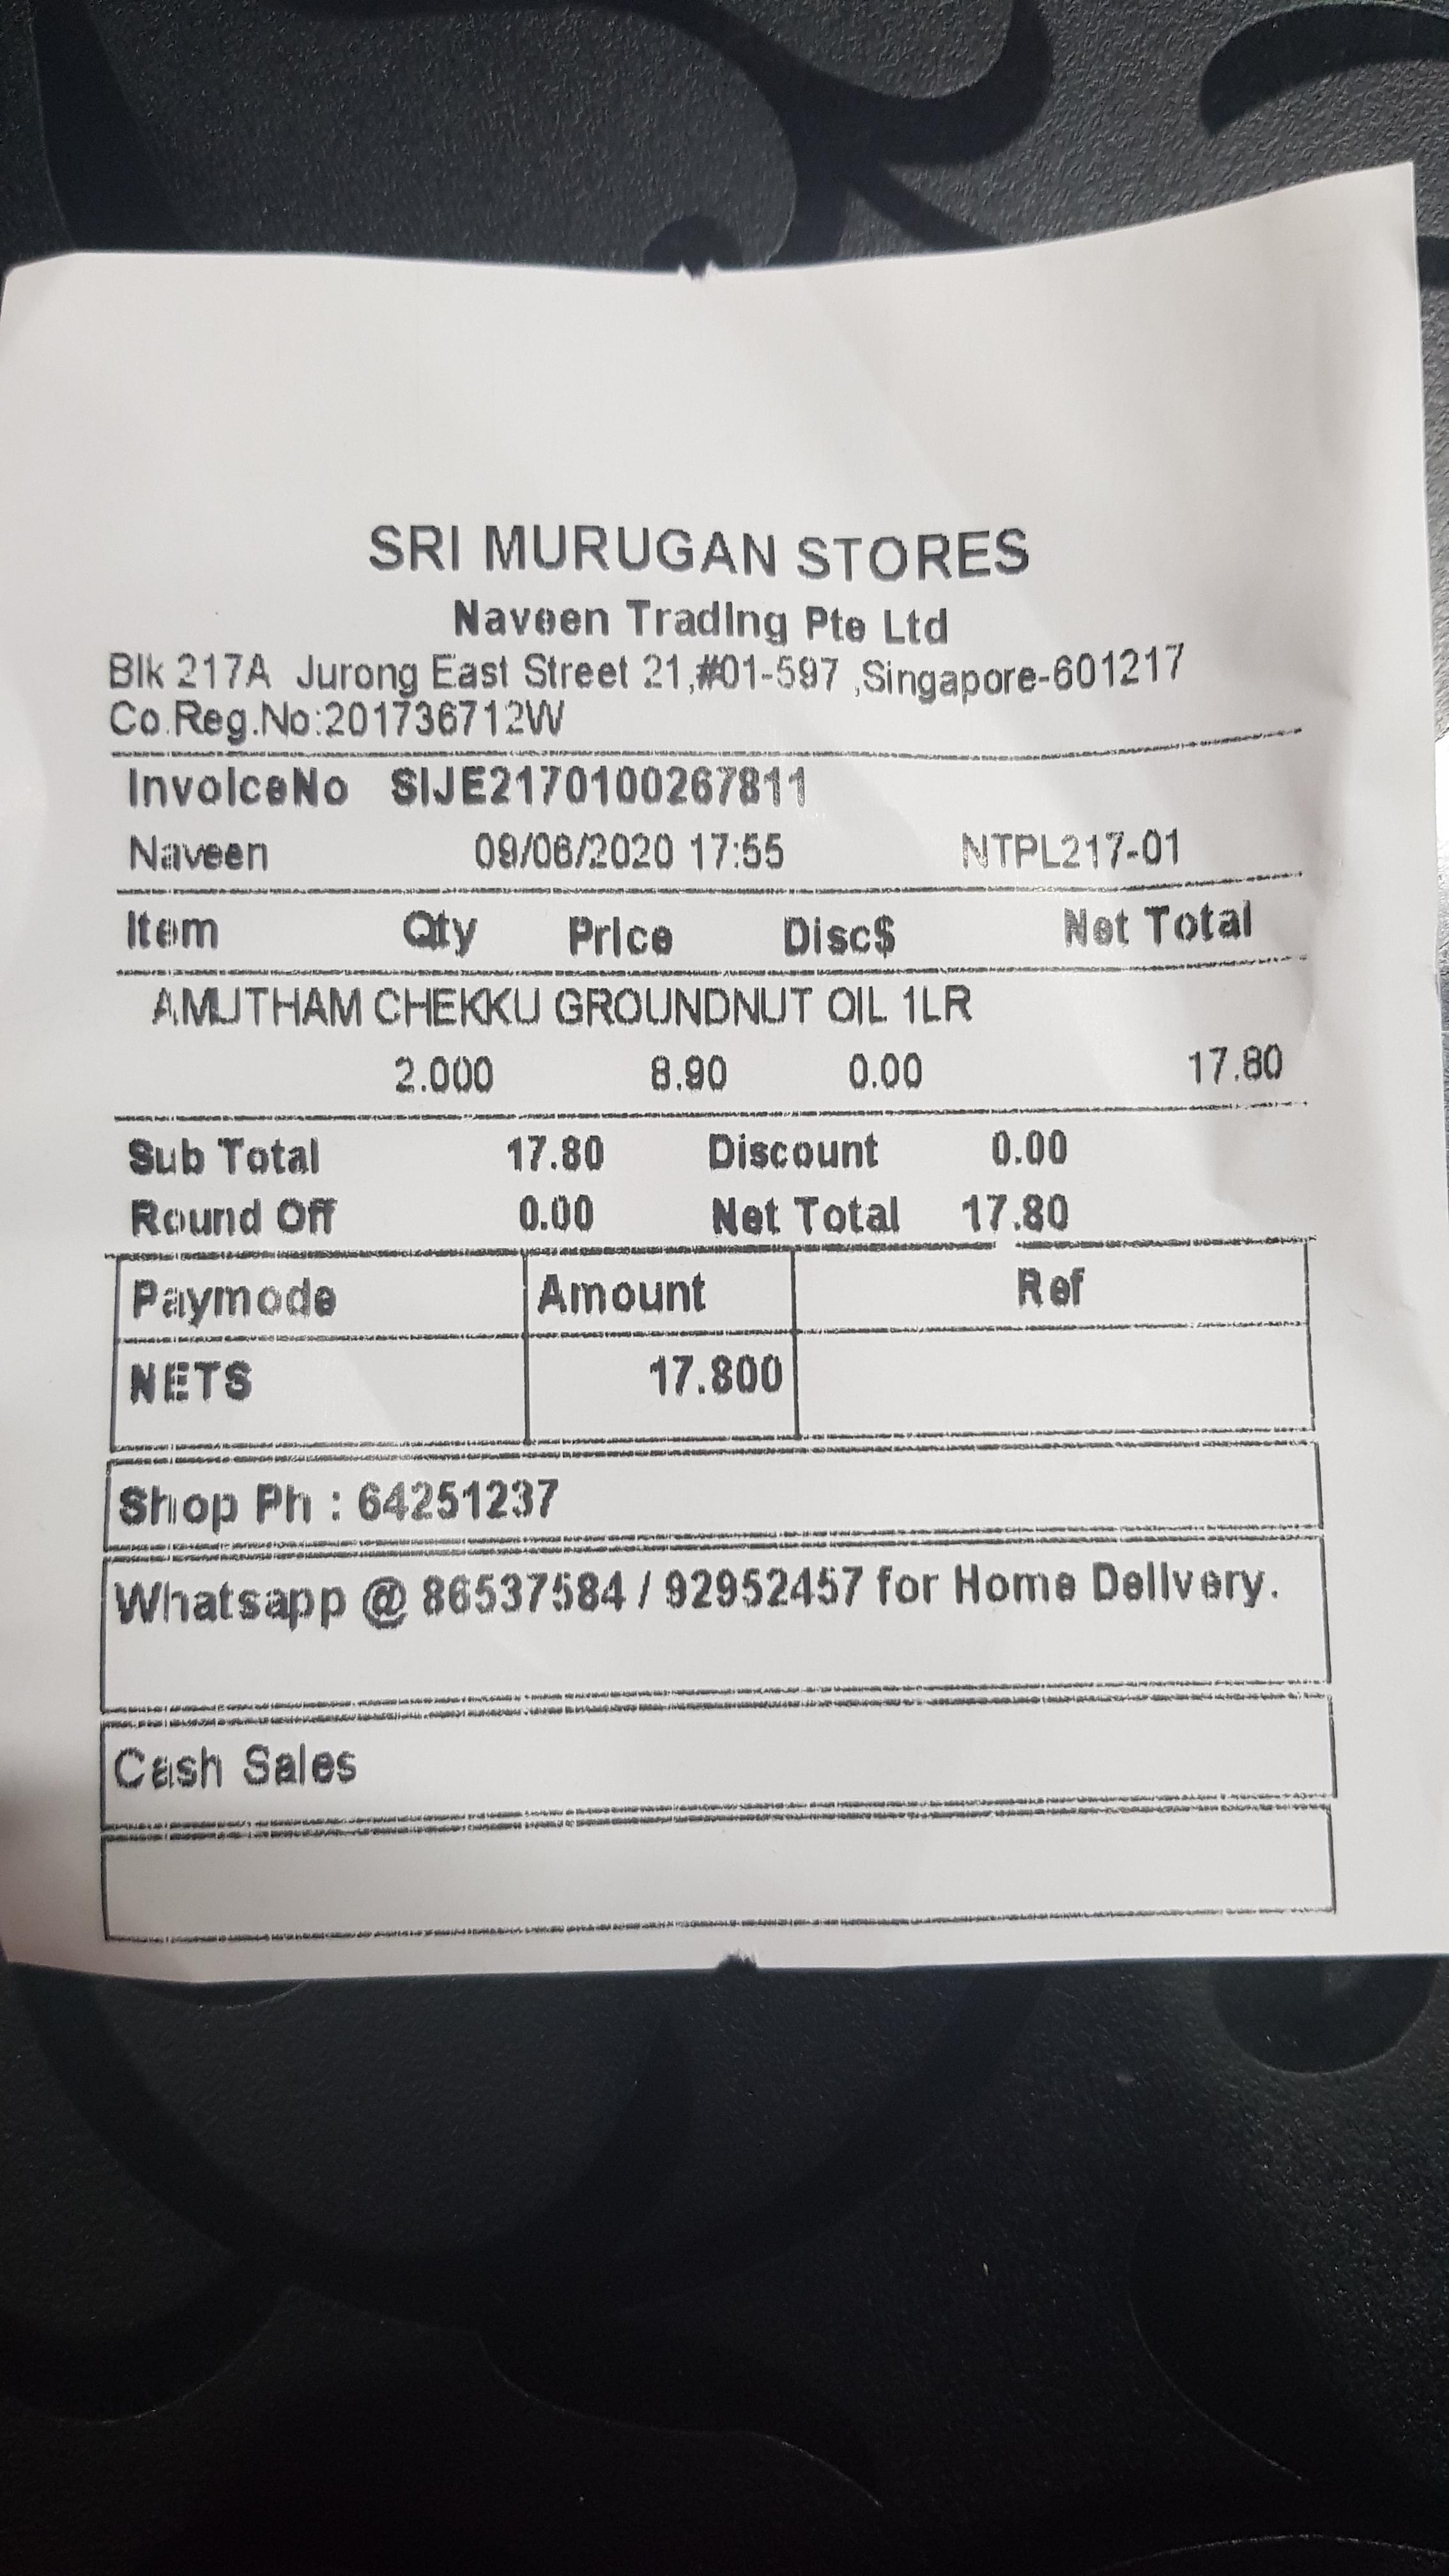 SRI MURUGAN STORES
Naveen Trading Pte Ltd
Blk 217A Jurong East Street 21,#01-597 ,Singapore-601217
Co.Reg.No:201736712W
InvoiceNo SIJE2170100267811
Naveen 09/06/2020 17:55 NTPL217-01
Item Qty Price Disc$ Net Total
AMUTHAM CHEKKU GROUNDNUT OIL 1LR
2.000 8.90 0.00 17.80
Sub Total 17.80 Discount 0.00
Round Off 0.00 Net Total 17.80
Paymode Amount Ref
NETS 17.800
Shop Ph : 64251237
Whatsapp @ 86537584 / 92952457 for Home Delivery.
Cash Sales